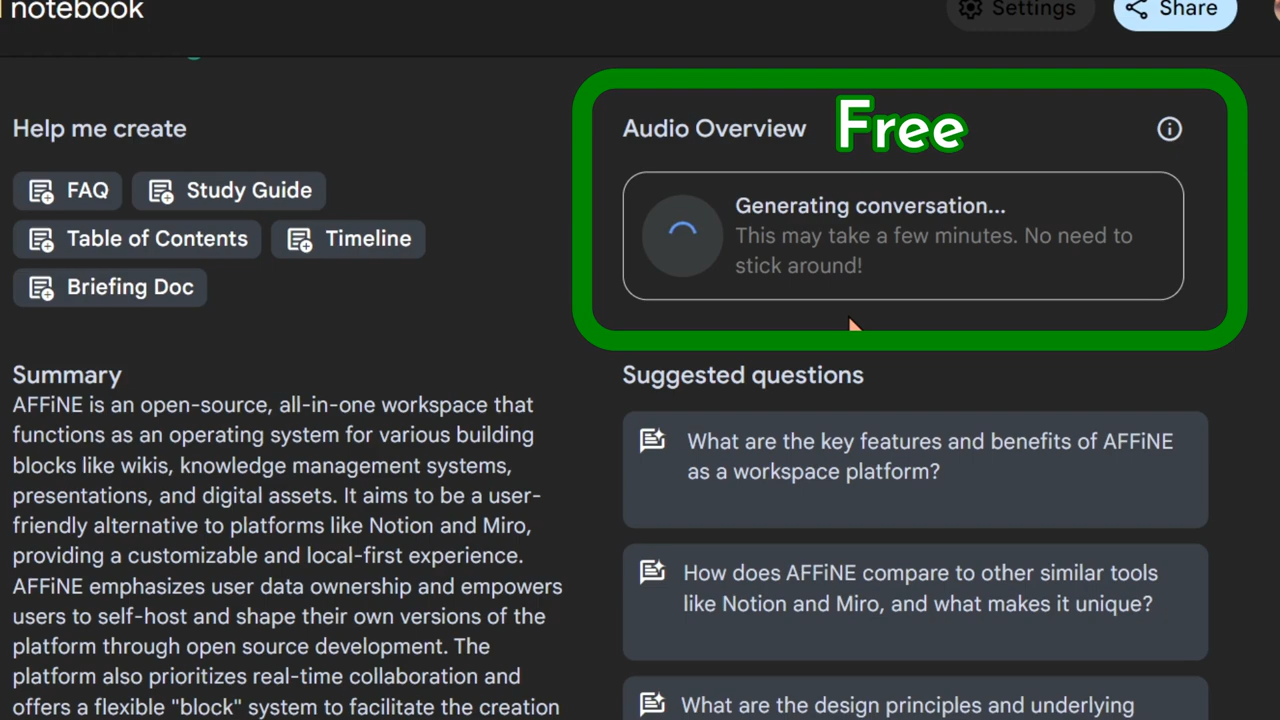 notebook
Settings
Share
Help me create
FAQ
Study Guide
Table of Contents
Timeline
Briefing Doc
Audio Overview
Free
Generating conversation...
This may take a few minutes. No need to
stick around!
Summary
AFFiNE is an open-source, all-in-one workspace that
functions as an operating system for various building
blocks like wikis, knowledge management systems,
presentations, and digital assets. It aims to be a user-
friendly alternative to platforms like Notion and Miro,
providing a customizable and local-first experience.
AFFiNE emphasizes user data ownership and empowers
users to self-host and shape their own versions of the
platform through open source development. The
platform also prioritizes real-time collaboration and
offers a flexible "block" system to facilitate the creation
Suggested questions
What are the key features and benefits of AFFiNE
as a workspace platform?
How does AFFiNE compare to other similar tools
like Notion and Miro, and what makes it unique?
What are the design principles and underlying